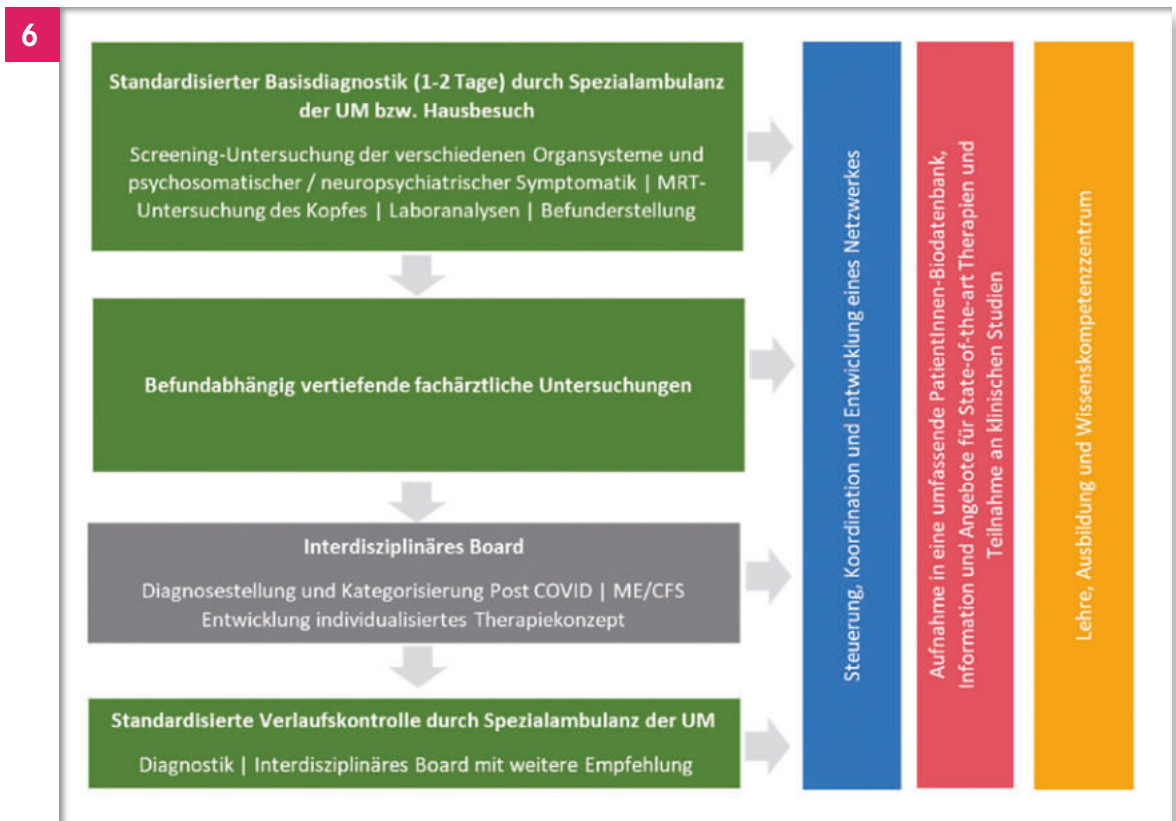 6
Standardisierter Basisdiagnostik (1-2 Tage) durch Spezialambulanz
der UM bzw. Hausbesuch
Screening-Untersuchung der verschiedenen Organsysteme und
psychosomatischer / neuropsychiatrischer Symptomatik | MRT-
Untersuchung des Kopfes | Laboranalysen | Befunderstellung
Befundabhängig vertiefende fachärztliche Untersuchungen
Interdisziplinäres Board
Diagnosestellung und Kategorisierung Post COVID | ME/CFS
Entwicklung individualisiertes Therapiekonzept
Standardisierte Verlaufskontrolle durch Spezialambulanz der UM
Diagnostik | Interdisziplinäres Board mit weitere Empfehlung
Steuerung, Koordination und Entwicklung eines Netzwerkes
Aufnahme in eine umfassende PatientInnen-Biodatenbank,
Information und Angebote für State-of-the-art Therapien und
Teilnahme an klinischen Studien
Lehre, Ausbildung und Wissenskompetenzzentrum